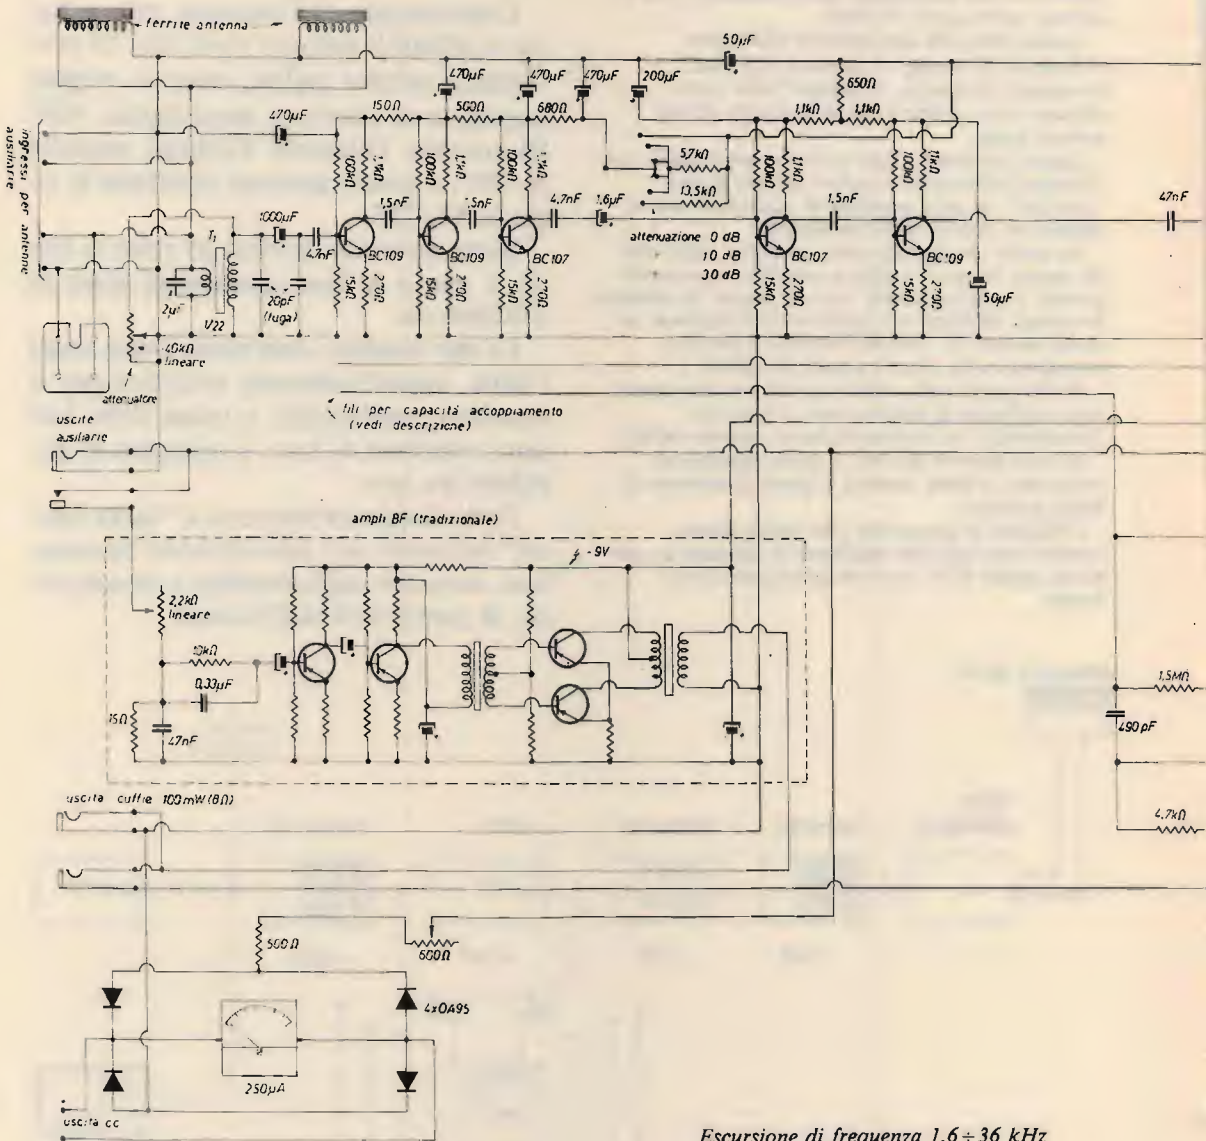 ferrite antenna
50µF
470µF
470µF
470µF
200µF
650Ω
470µF
150Ω
500Ω
680Ω
1,1kΩ
1,1kΩ
ingressi per antenne
ausiliarie
100kΩ
1,1kΩ
100kΩ
1,1kΩ
100kΩ
1,1kΩ
5,7kΩ
13,5kΩ
100kΩ
1,1kΩ
100kΩ
1,1kΩ
1000µF
4,7nF
1,5nF
1,5nF
4,7nF
1,6µF
1,5nF
47nF
T₁
BC109
BC109
BC107
attenuazione 0 dB
" 10 dB
" 30 dB
BC107
BC109
2µF
V22
20pF
(fuga)
15kΩ
270Ω
15kΩ
270Ω
15kΩ
270Ω
15kΩ
270Ω
15kΩ
270Ω
50µF
40kΩ
lineare
attenuatore
uscite
ausiliarie
fili per capacità accoppiamento
(vedi descrizione)
ampli BF (tradizionale)
-9V
2,2kΩ
lineare
10kΩ
0,33µF
15Ω
47nF
1,5MΩ
490pF
4,7kΩ
uscita cuffie 100mW(8Ω)
500Ω
600Ω
4xOA95
250µA
uscita cc
Escursione di frequenza 1,6÷36 kHz